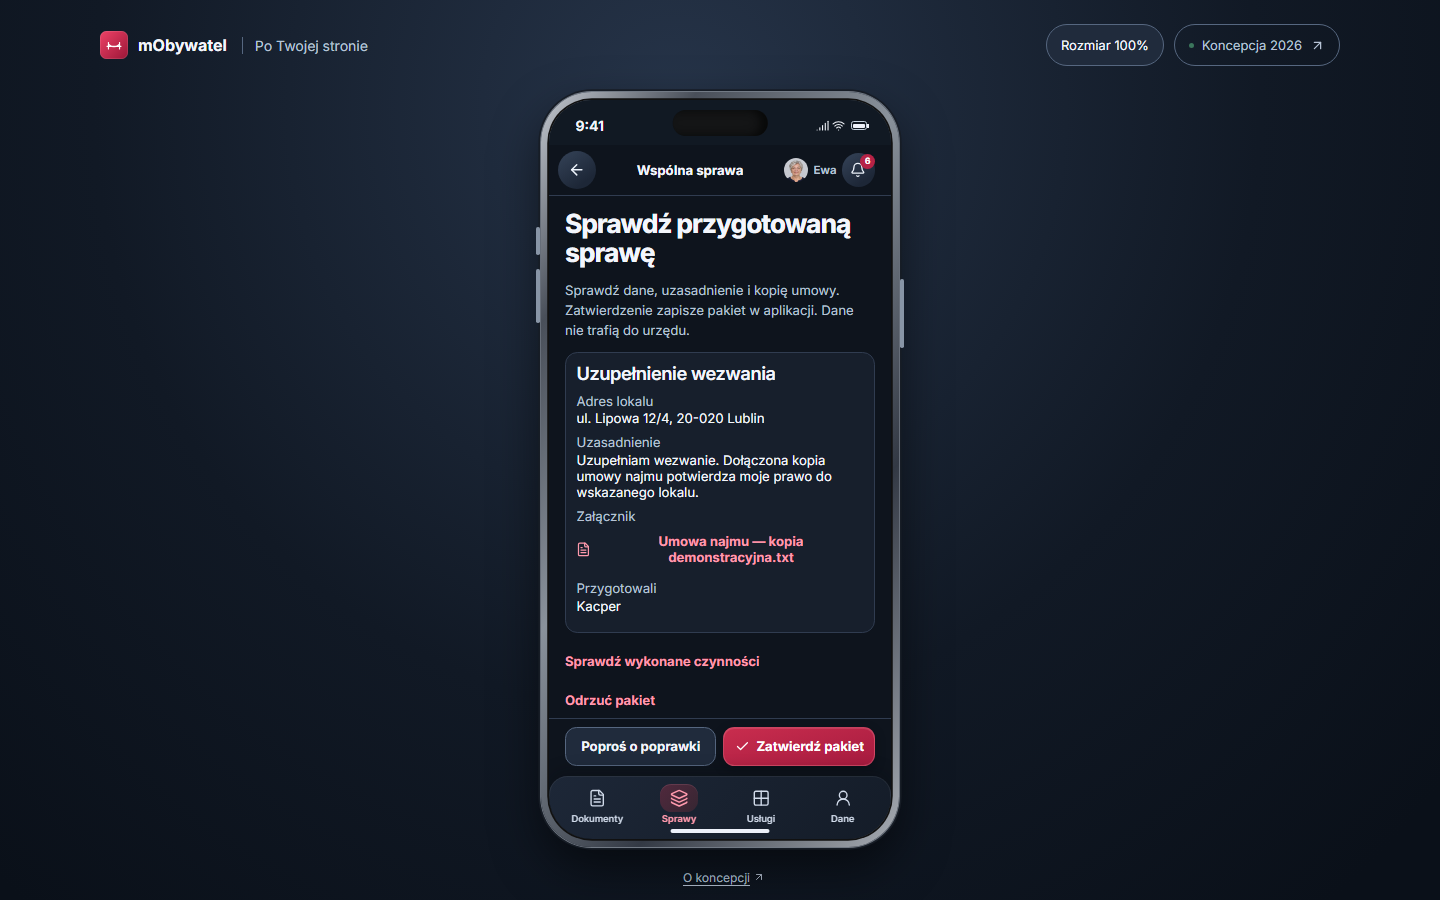 mObywatel
Po Twojej stronie
Rozmiar 100%
Koncepcja 2026
9:41
Wspólna sprawa
Ewa
6
Sprawdź przygotowaną
sprawę
Sprawdź dane, uzasadnienie i kopię umowy.
Zatwierdzenie zapisze pakiet w aplikacji. Dane
nie trafią do urzędu.
Uzupełnienie wezwania
Adres lokalu
ul. Lipowa 12/4, 20-020 Lublin
Uzasadnienie
Uzupełniam wezwanie. Dołączona kopia
umowy najmu potwierdza moje prawo do
wskazanego lokalu.
Załącznik
Umowa najmu — kopia
demonstracyjna.txt
Przygotowali
Kacper
Sprawdź wykonane czynności
Odrzuć pakiet
Poproś o poprawki
Zatwierdź pakiet
Dokumenty
Sprawy
Usługi
Dane
O koncepcji